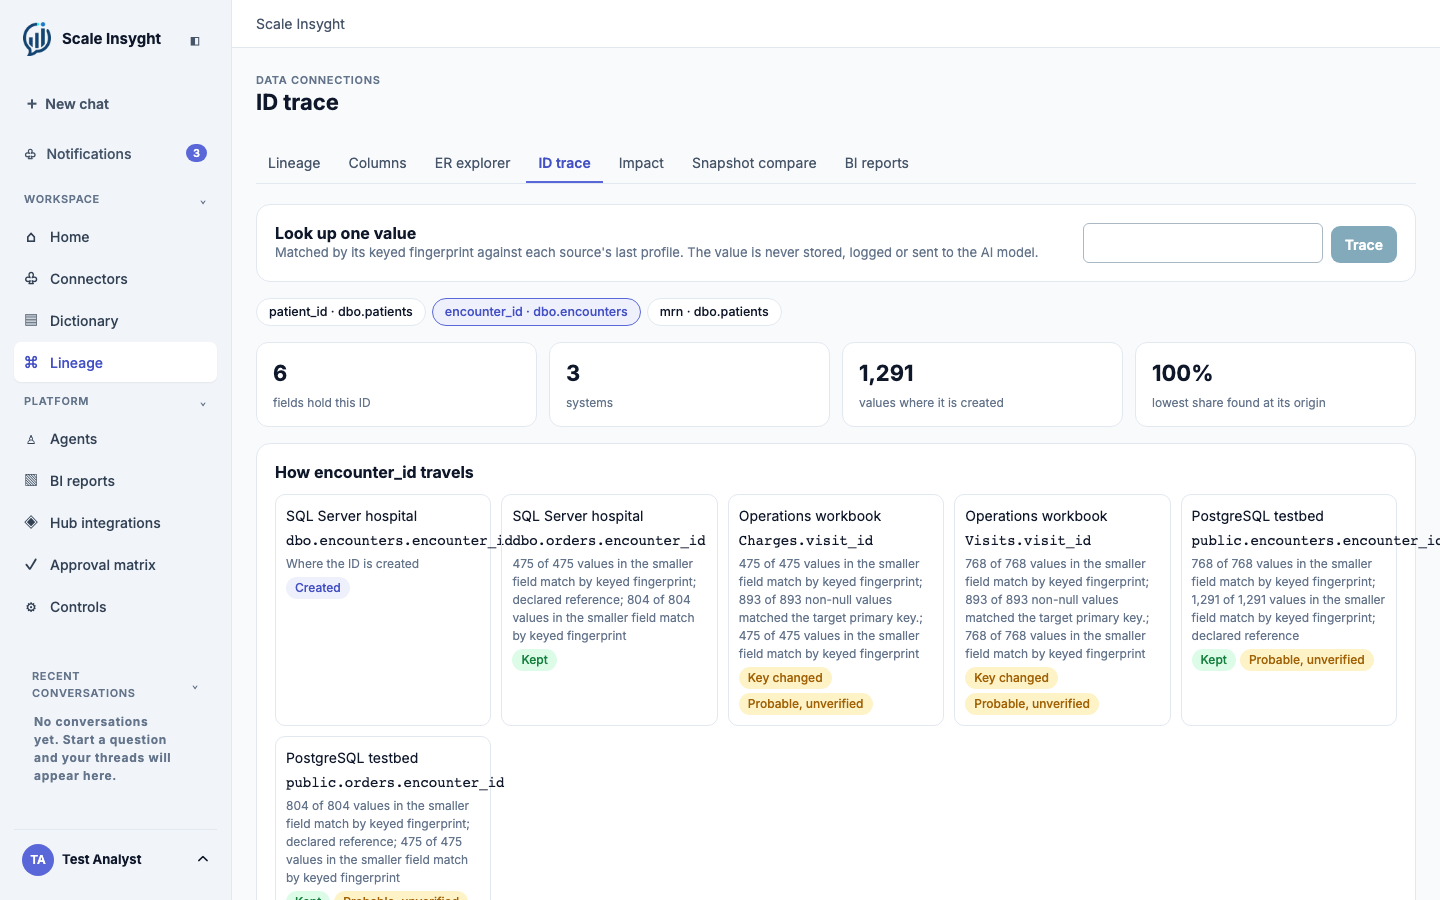 Scale Insyght
Scale Insyght
+ New chat
Notifications
3
WORKSPACE
Home
Connectors
Dictionary
Lineage
PLATFORM
Agents
BI reports
Hub integrations
Approval matrix
Controls
RECENT
CONVERSATIONS
No conversations
yet. Start a question
and your threads will
appear here.
TA
Test Analyst
DATA CONNECTIONS
ID trace
Lineage
Columns
ER explorer
ID trace
Impact
Snapshot compare
BI reports
Look up one value
Matched by its keyed fingerprint against each source's last profile. The value is never stored, logged or sent to the AI model.
Trace
patient_id · dbo.patients
encounter_id · dbo.encounters
mrn · dbo.patients
6
fields hold this ID
3
systems
1,291
values where it is created
100%
lowest share found at its origin
How encounter_id travels
SQL Server hospital
dbo.encounters.encounter_id
Where the ID is created
Created
SQL Server hospital
dbo.orders.encounter_id
475 of 475 values in the smaller
field match by keyed fingerprint;
declared reference; 804 of 804
values in the smaller field match
by keyed fingerprint
Kept
Operations workbook
Charges.visit_id
475 of 475 values in the smaller
field match by keyed fingerprint;
893 of 893 non-null values
matched the target primary key.;
475 of 475 values in the smaller
field match by keyed fingerprint
Key changed
Probable, unverified
Operations workbook
Visits.visit_id
768 of 768 values in the smaller
field match by keyed fingerprint;
893 of 893 non-null values
matched the target primary key.;
768 of 768 values in the smaller
field match by keyed fingerprint
Key changed
Probable, unverified
PostgreSQL testbed
public.encounters.encounter_id
768 of 768 values in the smaller
field match by keyed fingerprint;
1,291 of 1,291 values in the smaller
field match by keyed fingerprint;
declared reference
Kept
Probable, unverified
PostgreSQL testbed
public.orders.encounter_id
804 of 804 values in the smaller
field match by keyed fingerprint;
declared reference; 475 of 475
values in the smaller field match
by keyed fingerprint
Kept
Probable, unverified